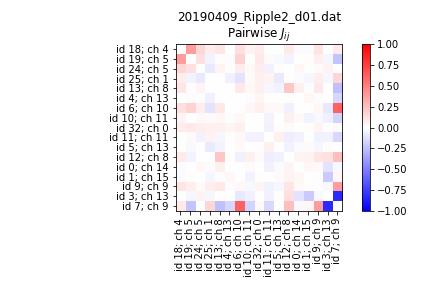 20190409_Ripple2_d01.dat
Pairwise J_ij
id 18; ch 4
id 19; ch 5
id 24; ch 5
id 25; ch 1
id 13; ch 8
id 4; ch 13
id 6; ch 10
id 10; ch 11
id 32; ch 0
id 11; ch 11
id 5; ch 13
id 12; ch 8
id 0; ch 14
id 1; ch 15
id 9; ch 9
id 3; ch 13
id 7; ch 9
1.00
0.75
0.50
0.25
0.00
−0.25
−0.50
−0.75
−1.00
id 18; ch 4
id 19; ch 5
id 24; ch 5
id 25; ch 1
id 13; ch 8
id 4; ch 13
id 6; ch 10
id 10; ch 11
id 32; ch 0
id 11; ch 11
id 5; ch 13
id 12; ch 8
id 0; ch 14
id 1; ch 15
id 9; ch 9
id 3; ch 13
id 7; ch 9